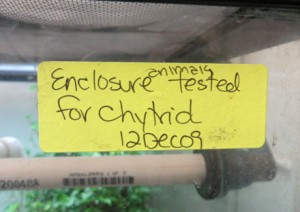 animals
Enclosure tested
for Chytrid
12Dec09